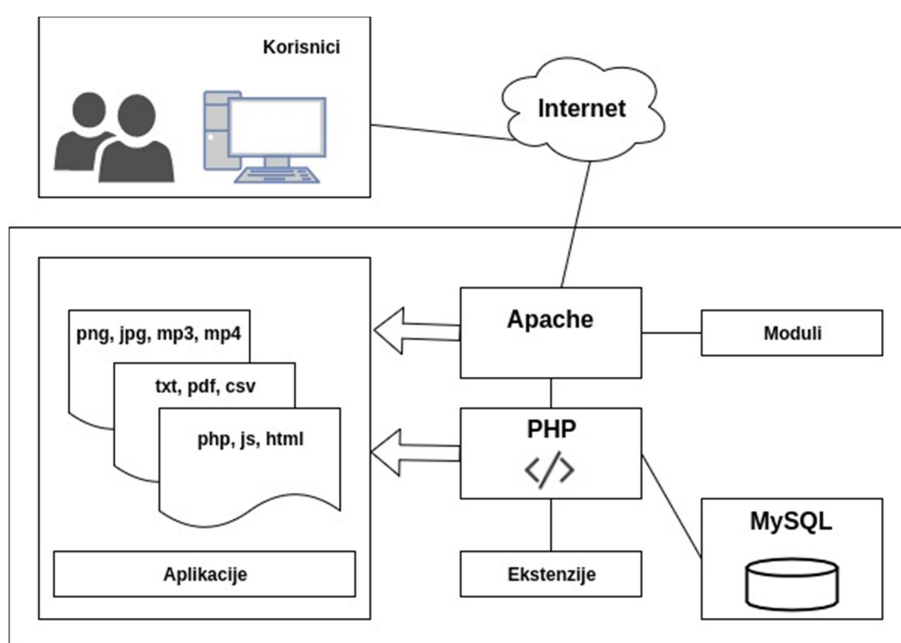 Korisnici
Internet
Apache
Moduli
png, jpg, mp3, mp4
txt, pdf, csv
php, js, html
PHP
</>
MySQL
Aplikacije
Ekstenzije